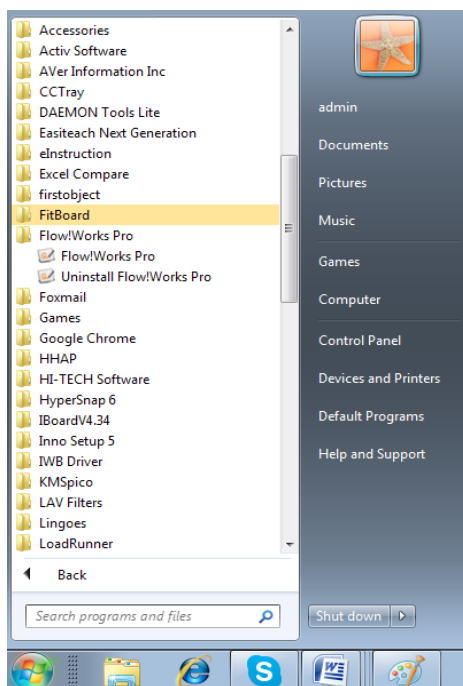 Accessories
Activ Software
AVer Information Inc
CCTray
DAEMON Tools Lite
Easiteach Next Generation
eInstruction
Excel Compare
firstobject
FitBoard
Flow!Works Pro
Flow!Works Pro
Uninstall Flow!Works Pro
Foxmail
Games
Google Chrome
HHAP
HI-TECH Software
HyperSnap 6
IBoardV4.34
Inno Setup 5
IWB Driver
KMSpico
LAV Filters
Lingoes
LoadRunner
Back
Search programs and files
admin
Documents
Pictures
Music
Games
Computer
Control Panel
Devices and Printers
Default Programs
Help and Support
Shut down